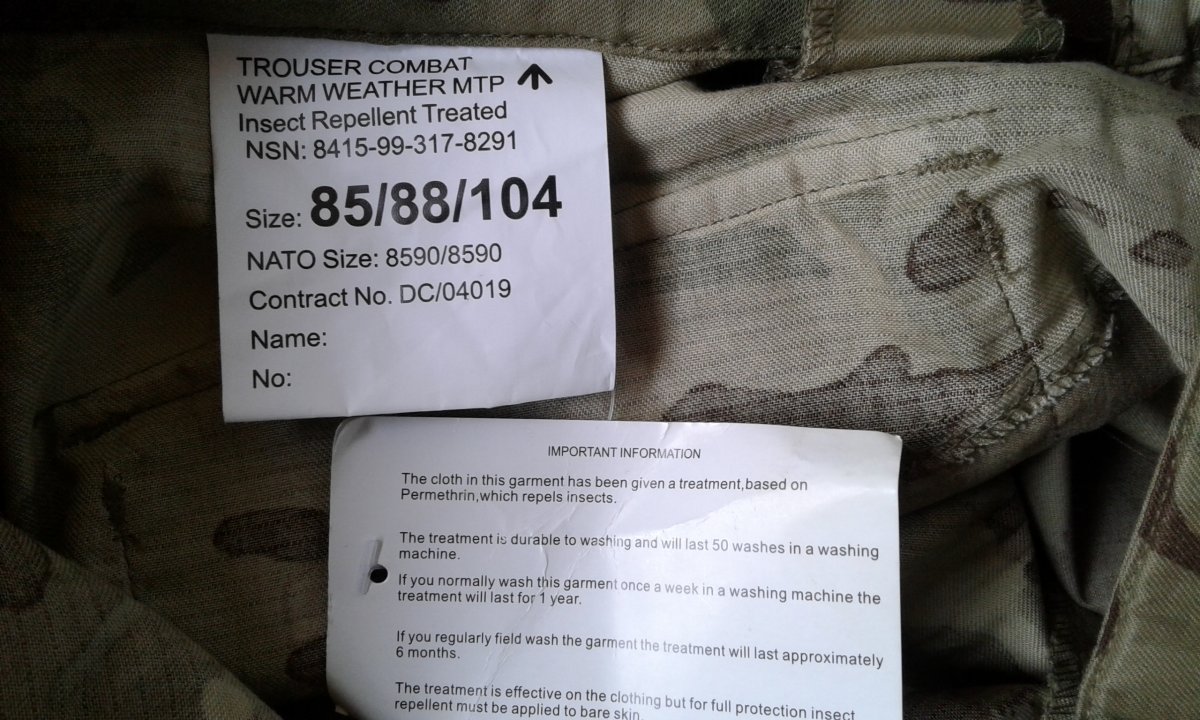 TROUSER COMBAT
WARM WEATHER MTP
Insect Repellent Treated
NSN: 8415-99-317-8291
Size: 85/88/104
NATO Size: 8590/8590
Contract No. DC/04019
Name:
No:
IMPORTANT INFORMATION
The cloth in this garment has been given a treatment,based on
Permethrin,which repels insects.
The treatment is durable to washing and will last 50 washes in a washing
machine.
If you normally wash this garment once a week in a washing machine the
treatment will last for 1 year.
If you regularly field wash the garment the treatment will last approximately
6 months.
The treatment is effective on the clothing but for full protection insect
repellent must be applied to bare skin.